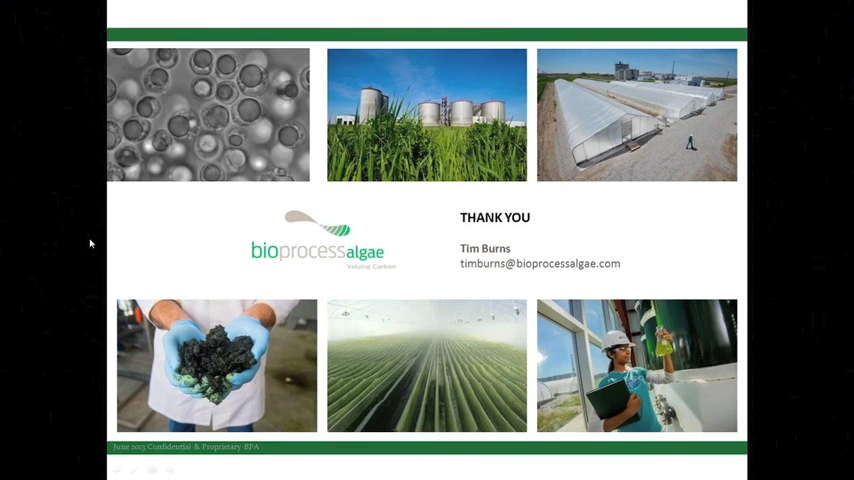 THANK YOU
bioprocessalgae
Valuing Carbon
Tim Burns
timburns@bioprocessalgae.com
June 2013 Confidential & Proprietary BPA